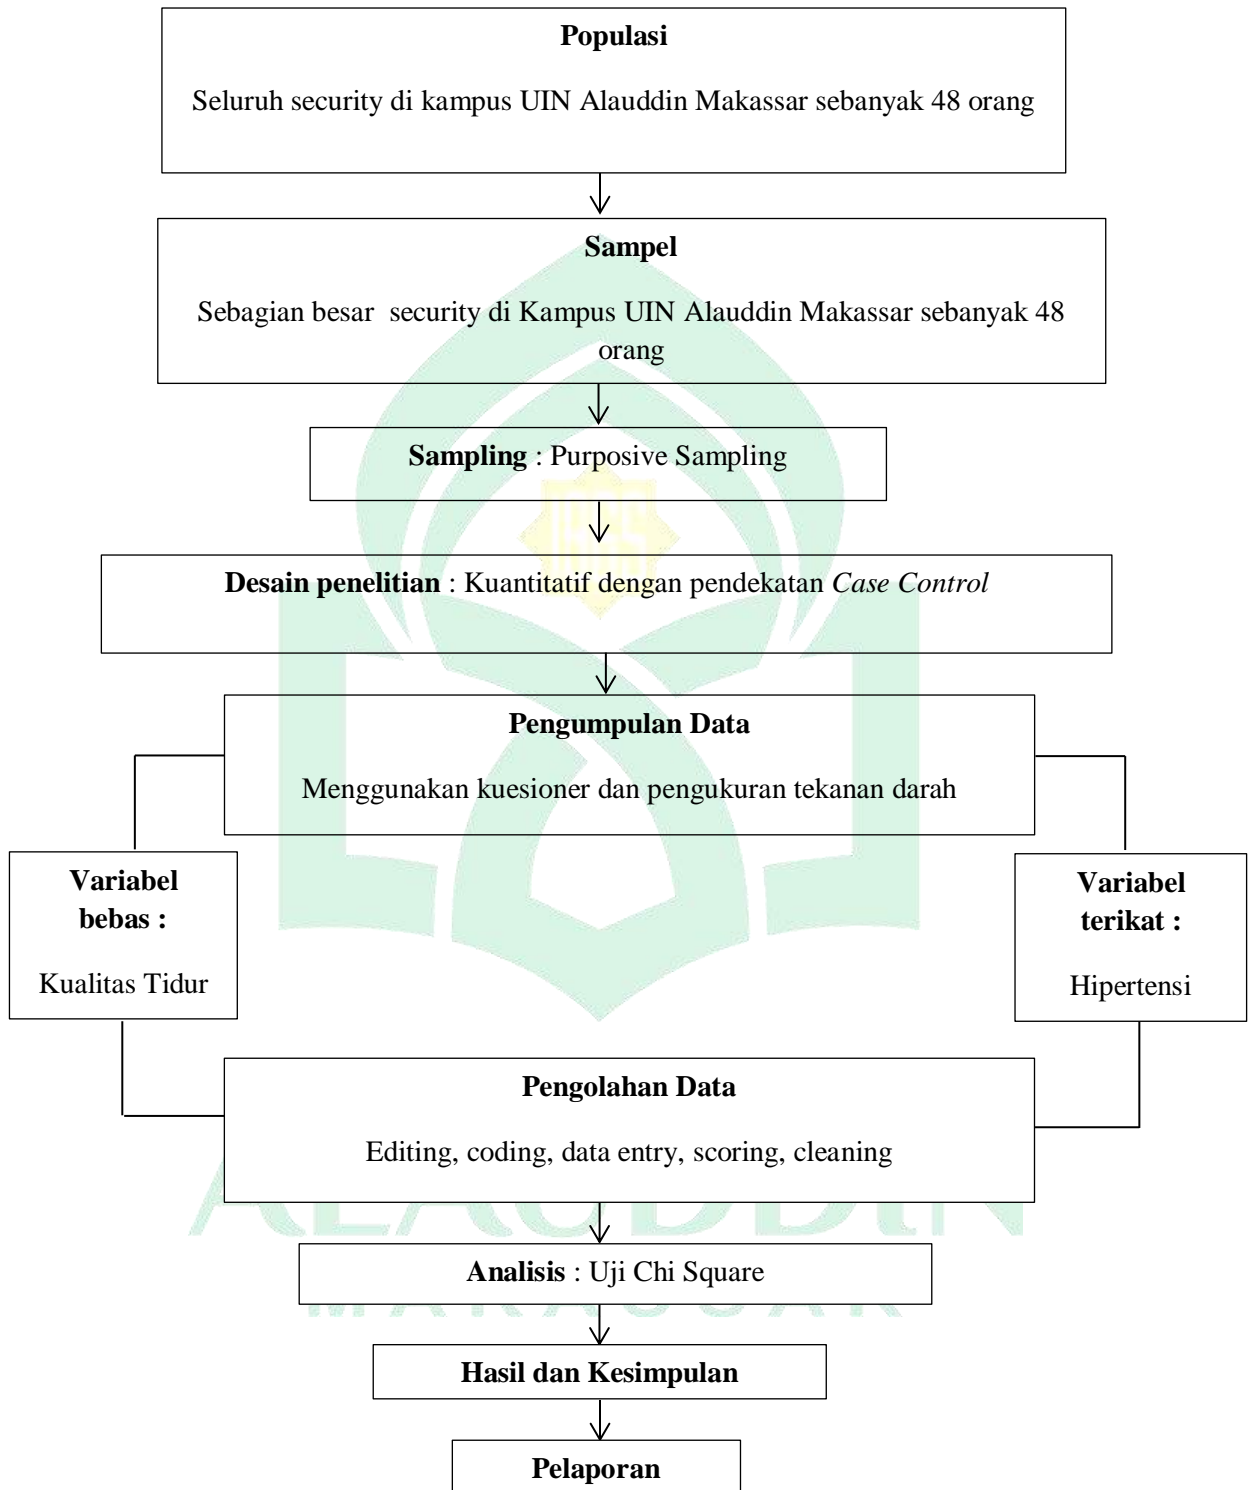 Populasi
Seluruh security di kampus UIN Alauddin Makassar sebanyak 48 orang
Sampel
Sebagian besar security di Kampus UIN Alauddin Makassar sebanyak 48
orang
Sampling : Purposive Sampling
Desain penelitian : Kuantitatif dengan pendekatan Case Control
Pengumpulan Data
Menggunakan kuesioner dan pengukuran tekanan darah
Variabel
bebas :
Kualitas Tidur
Variabel
terikat :
Hipertensi
Pengolahan Data
Editing, coding, data entry, scoring, cleaning
ALAUDDIN
Analisis : Uji Chi Square
MAKASSAR
Hasil dan Kesimpulan
Pelaporan